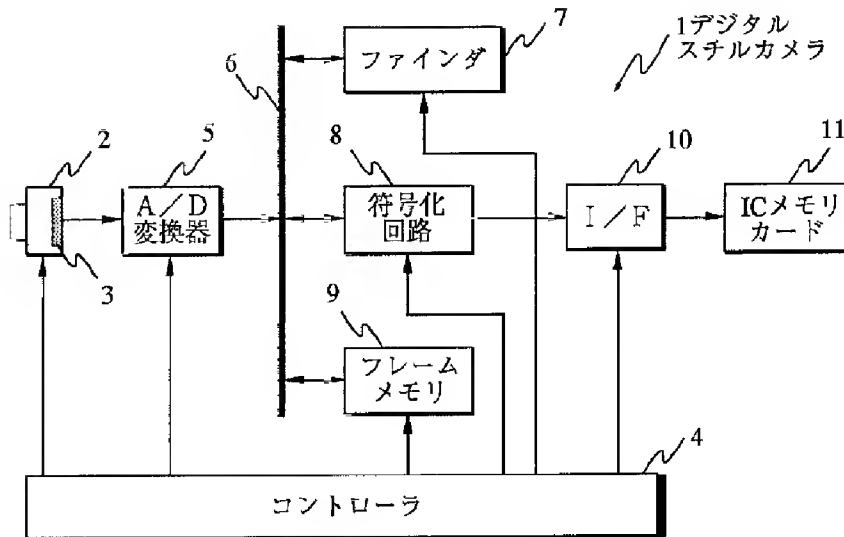 1デジタル
スチルカメラ
7
ファインダ
6
2
5
8
10
11
A/D
変換器
符号化
回路
I/F
ICメモリ
カード
3
9
フレーム
メモリ
4
コントローラ